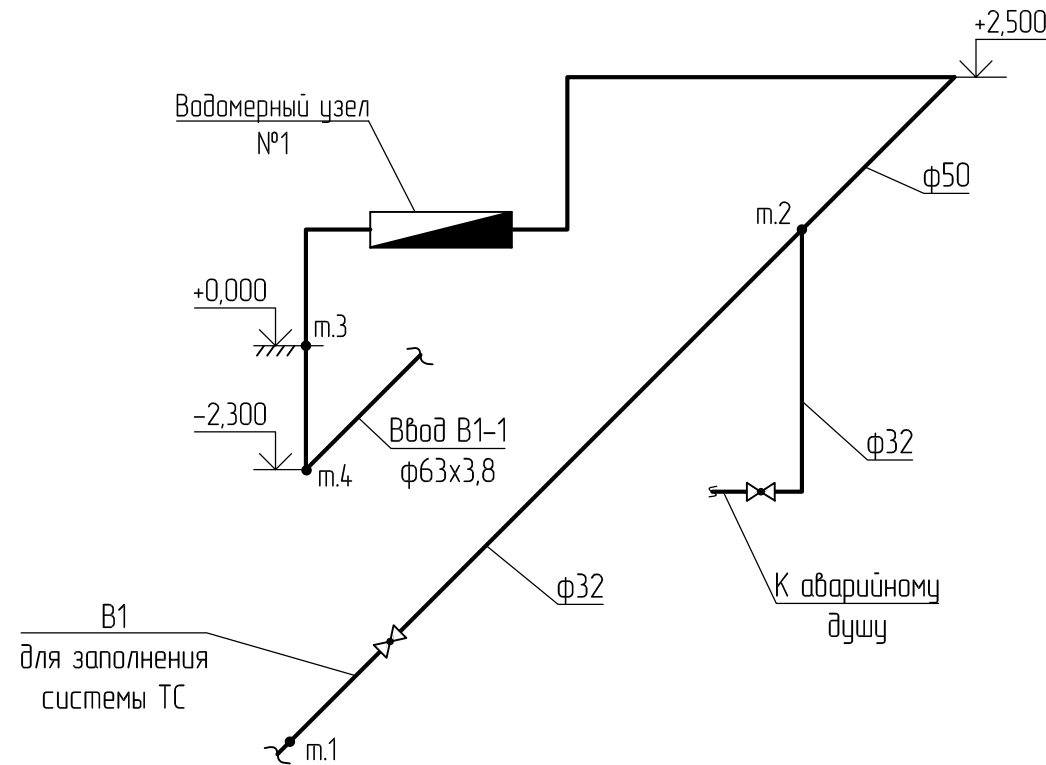 +2,500
Водомерный узел
№1
ф50
т.2
+0,000
т.3
-2,300
Ввод В1-1
ф63х3,8
т.4
ф32
ф32
К аварийному
душу
В1
для заполнения
системы ТС
т.1